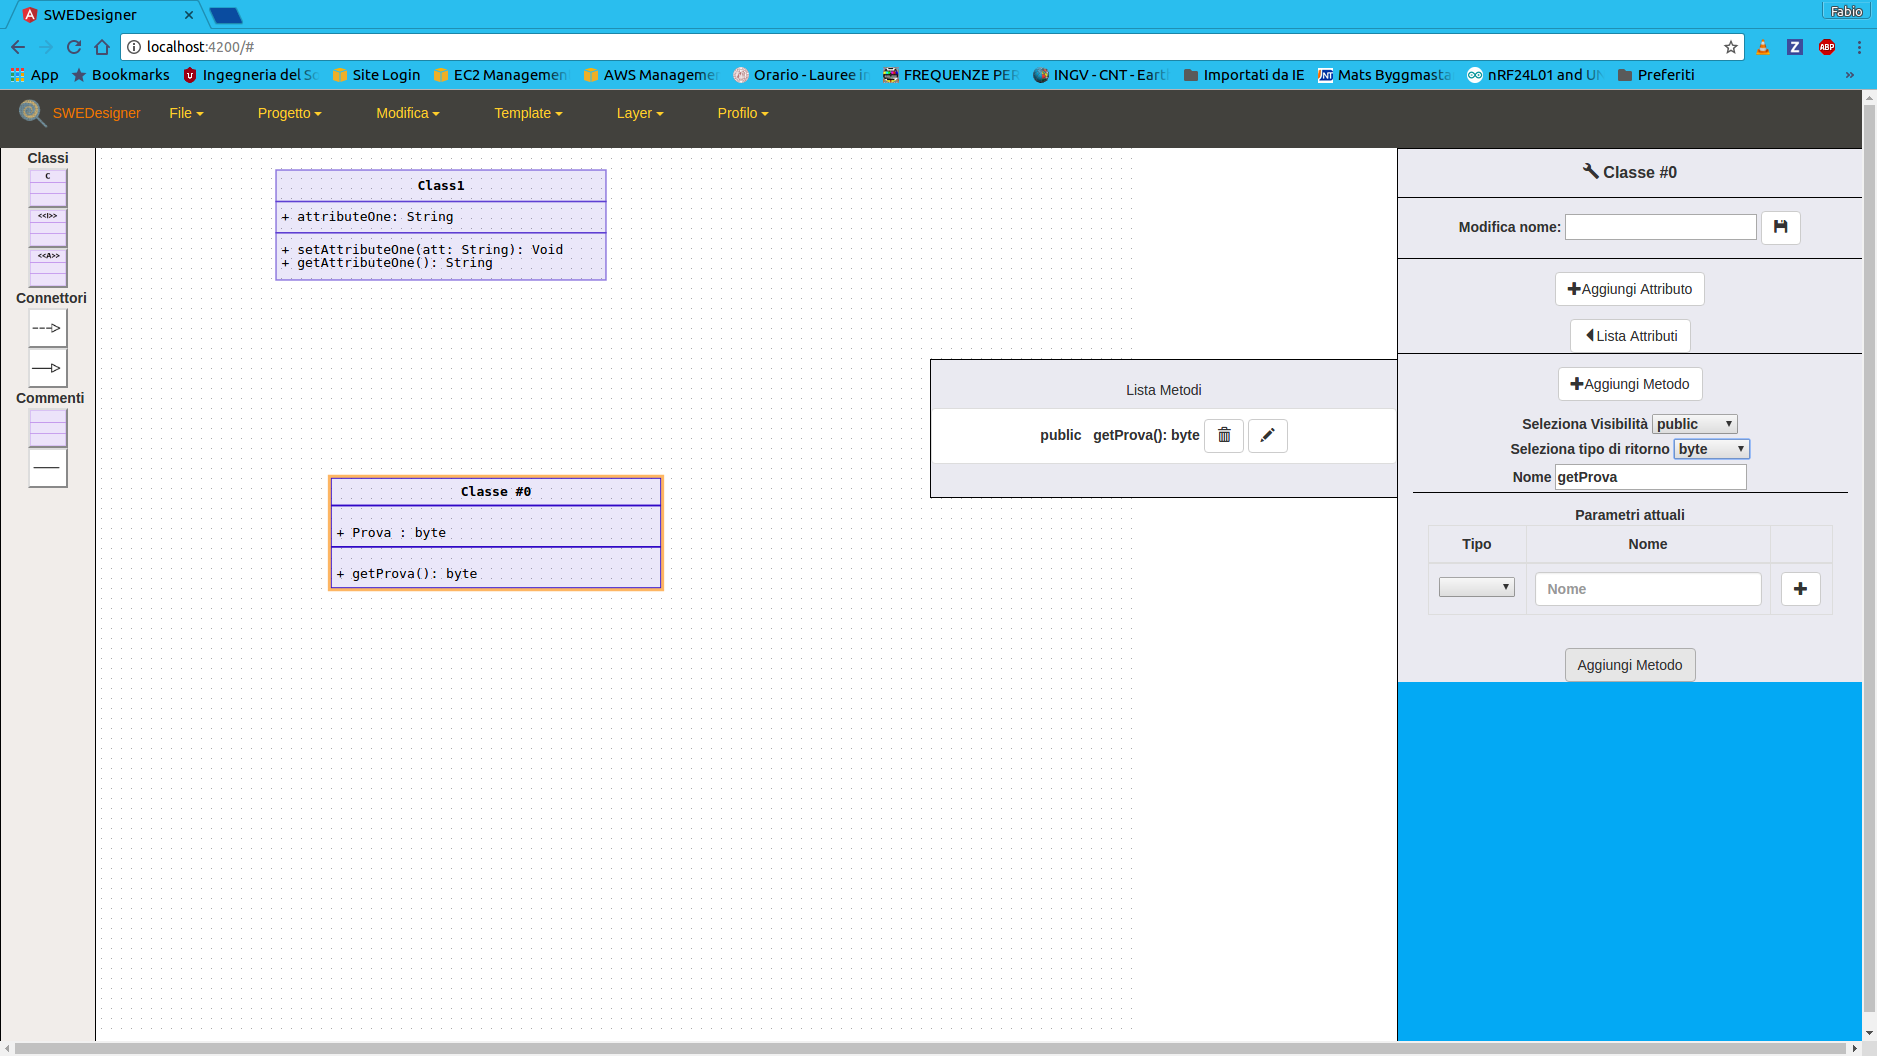 SWEDesigner
Fabio
localhost:4200/#
ABP
App
Bookmarks
Ingegneria del
Site Login
EC2 Managemen
AWS Managemer
Orario - Lauree in
FREQUENZE PER
INGV - CNT - Eart
Importati da IE
Mats Byggmasta
nRF24L01 and UN
Preferiti
»
SWEDesigner
File
Progetto
Modifica
Template
Layer
Profilo
Classi
C
<<I>>
<<A>>
Connettori
Commenti
Class1
+ attributeOne: String
+ setAttributeOne(att: String): Void
+ getAttributeOne(): String
Classe #0
+ Prova : byte
+ getProva(): byte
Lista Metodi
public getProva(): byte
Classe #0
Modifica nome:
Aggiungi Attributo
Lista Attributi
Aggiungi Metodo
Seleziona Visibilità public
Seleziona tipo di ritorno byte
Nome getProva
Parametri attuali
Tipo Nome
Nome
Aggiungi Metodo